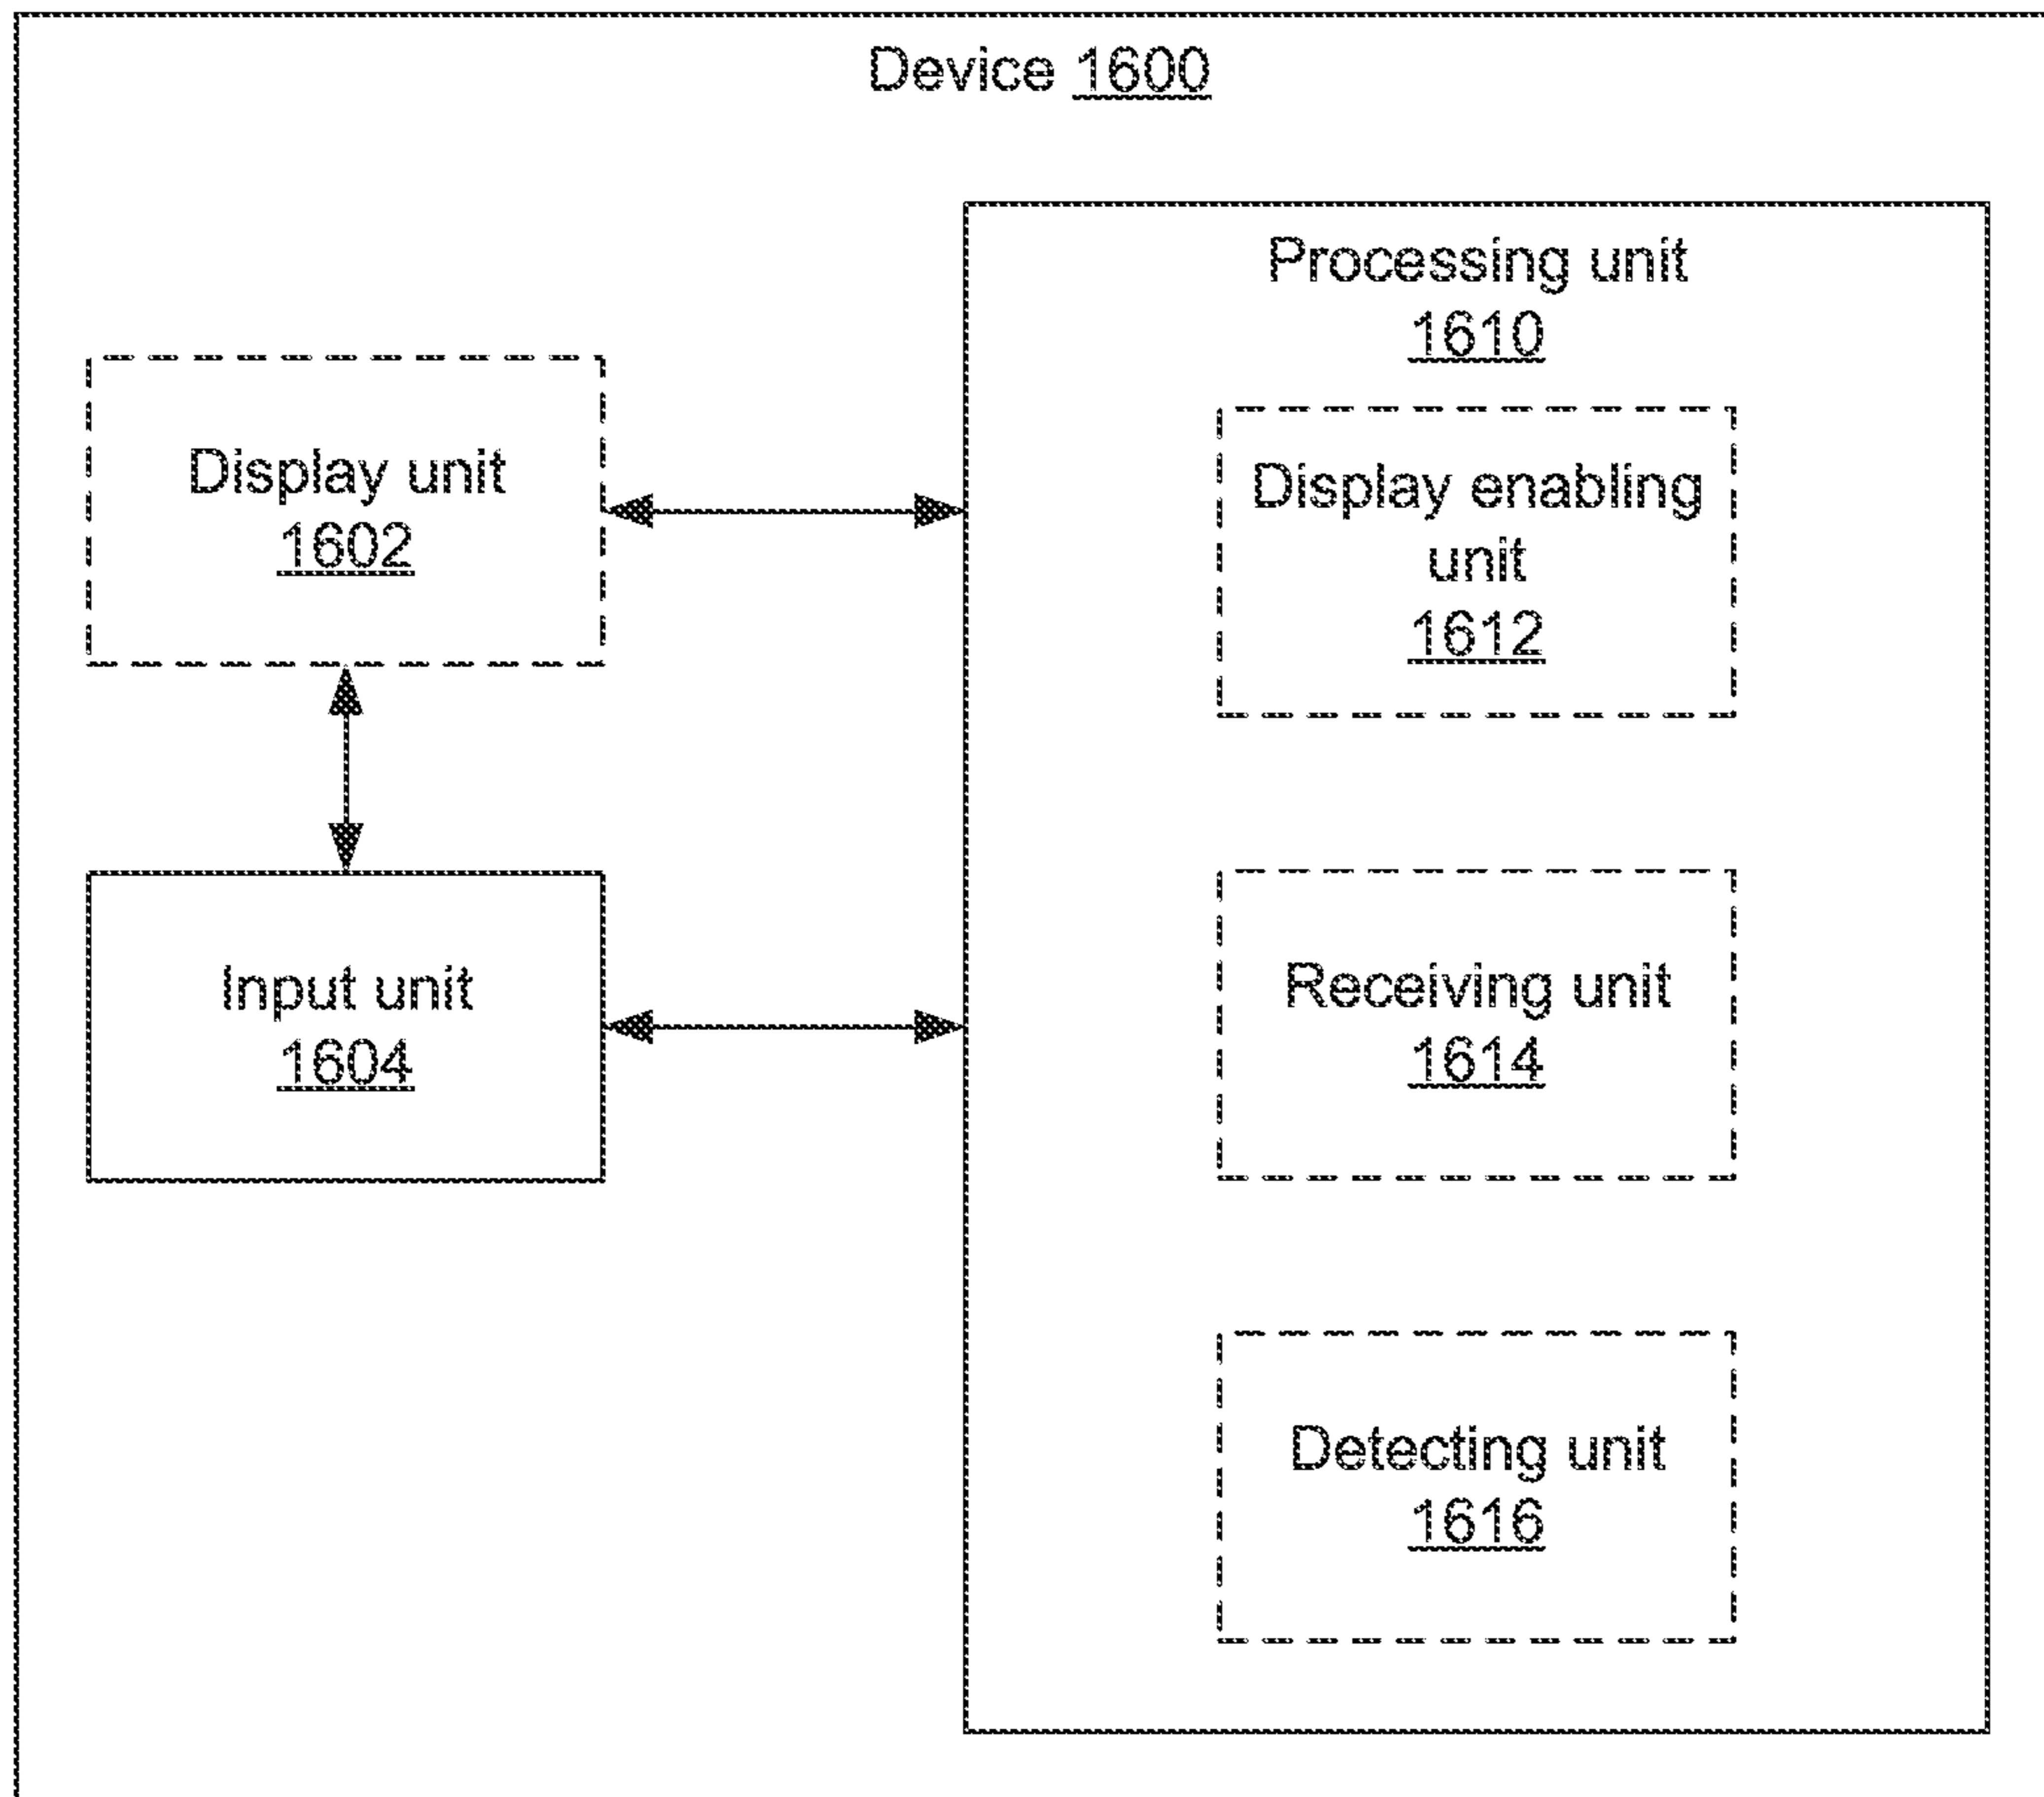 Device 1600
Processing unit
1610
Display unit
1602
Display enabling
unit
1612
Input unit
1604
Receiving unit
1614
Detecting unit
1616